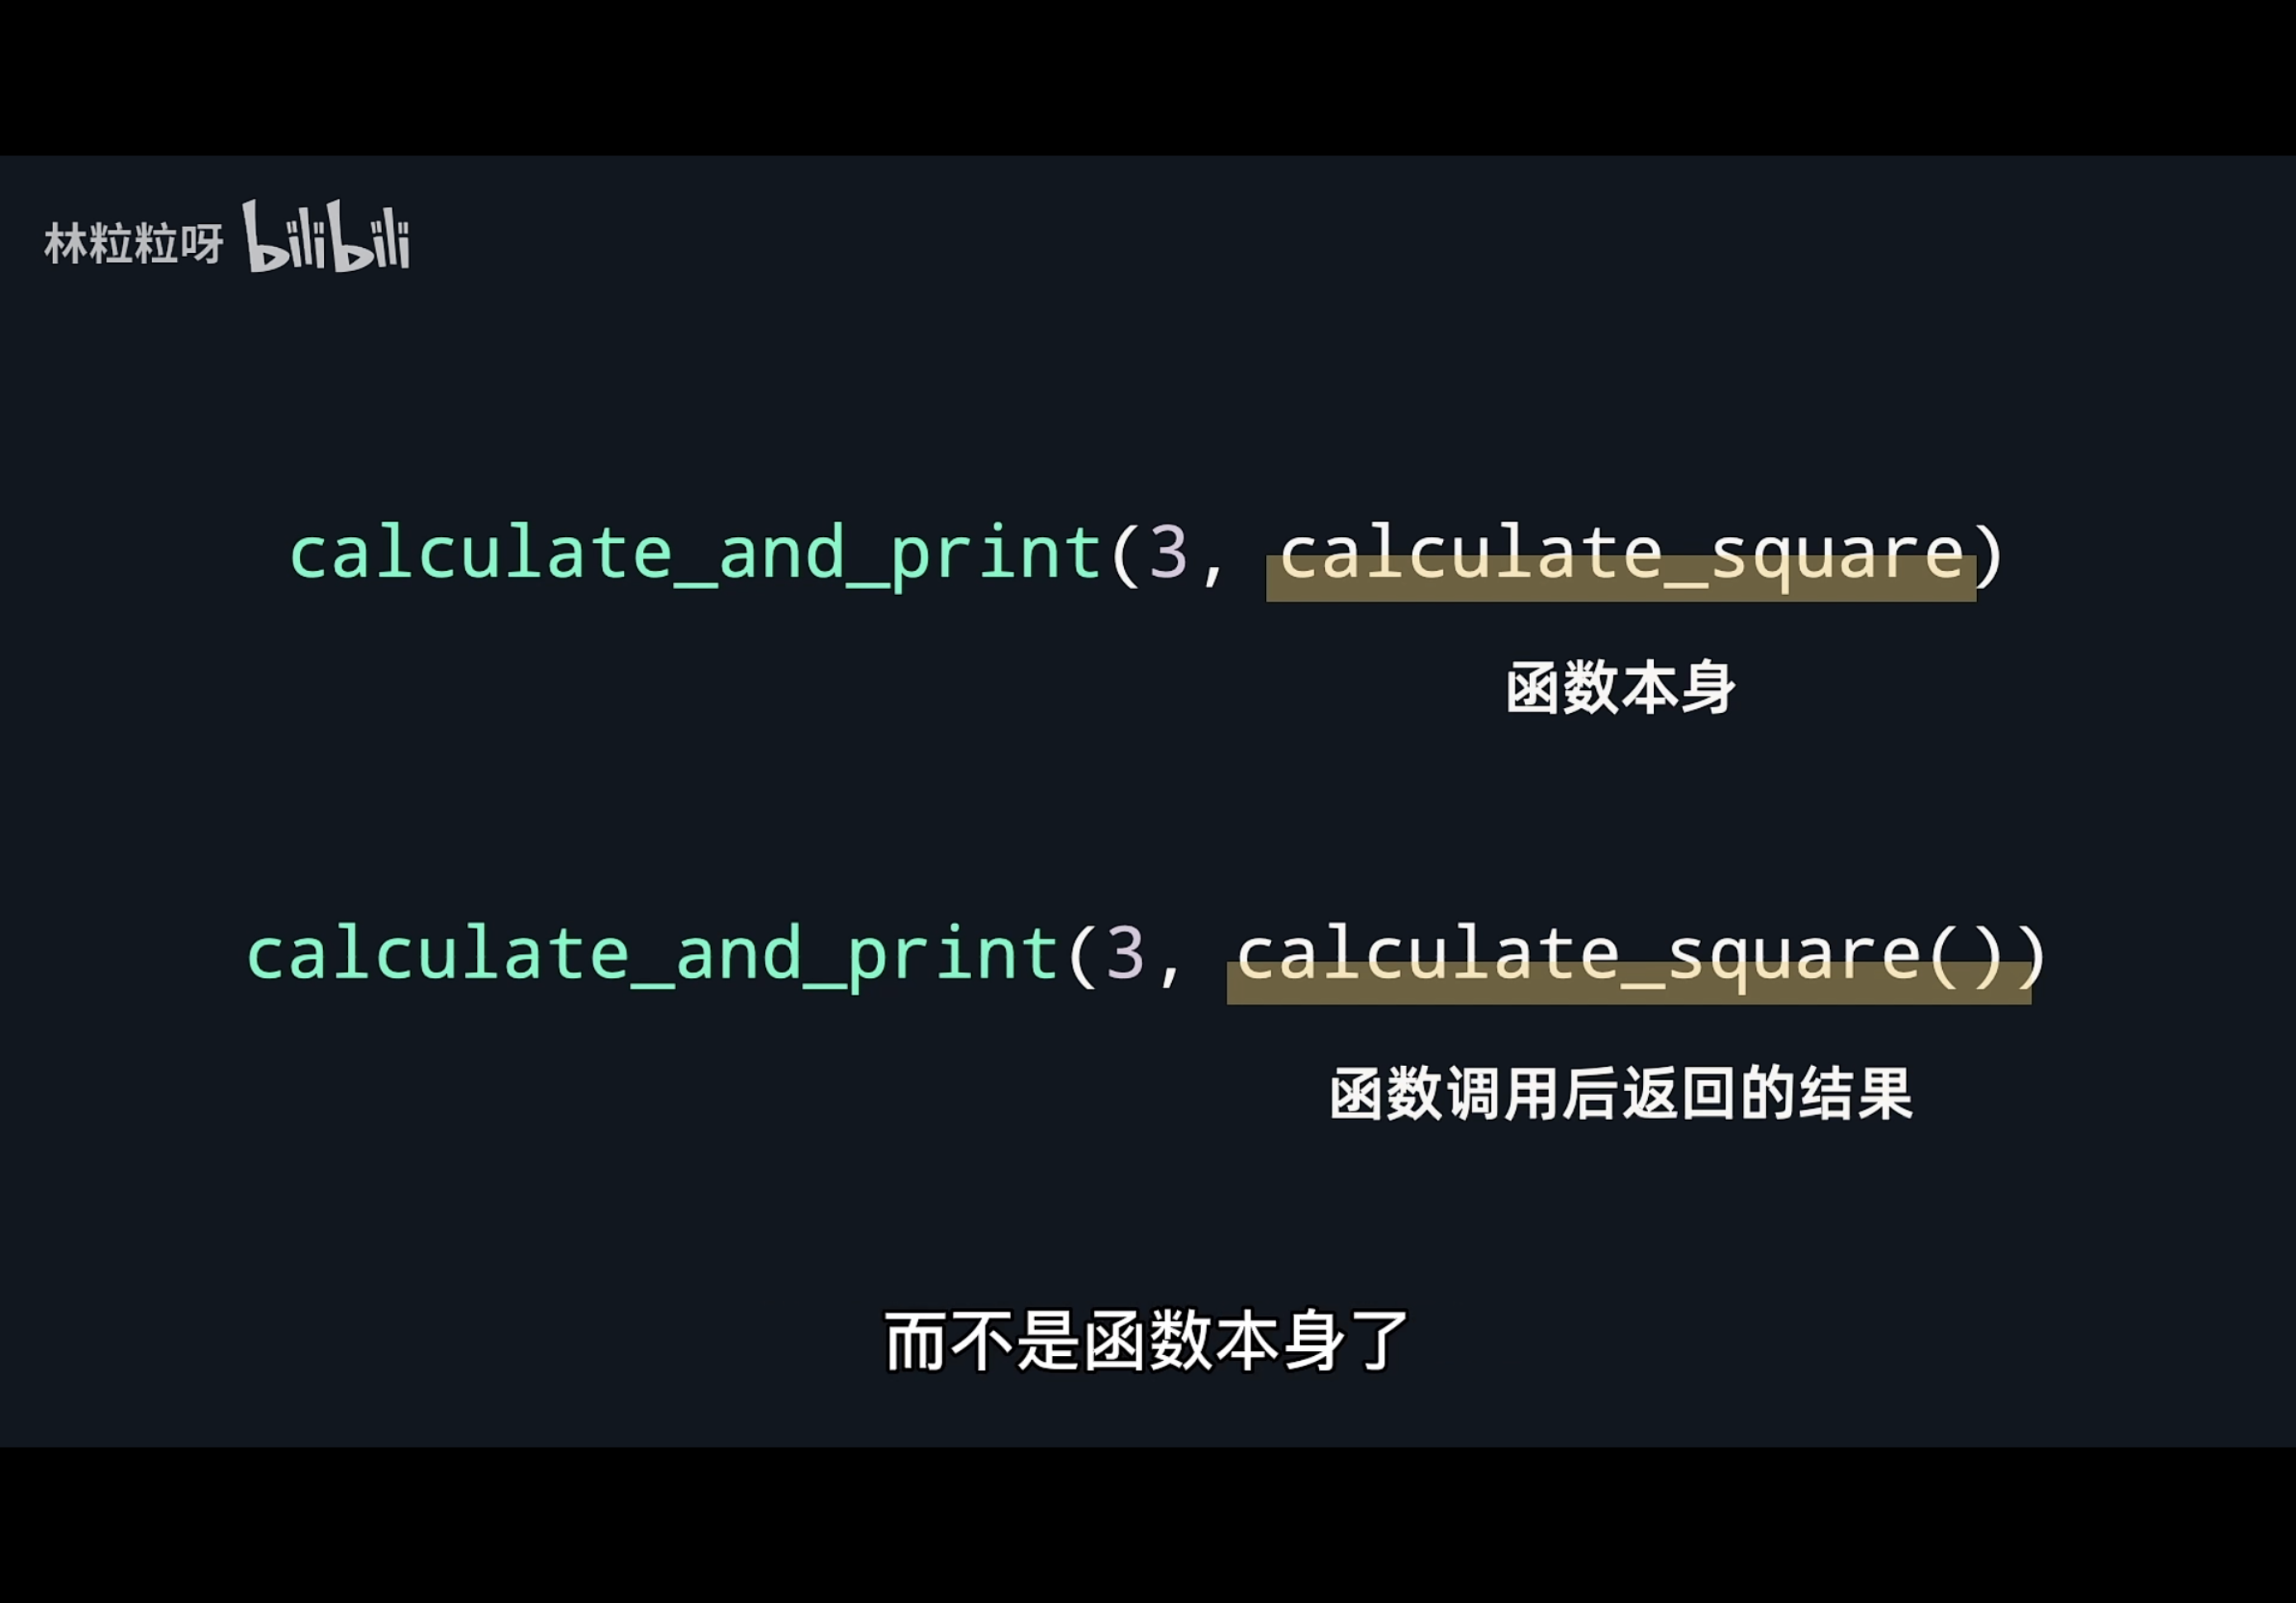 林粒粒呀 bilibili
calculate_and_print(3, calculate_square)
函数本身
calculate_and_print(3, calculate_square())
函数调用后返回的结果
而不是函数本身了